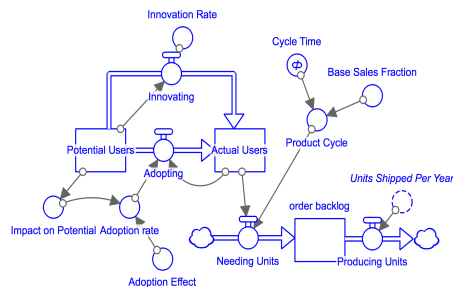 Innovation Rate
Cycle Time
Base Sales Fraction
Innovating
Potential Users
Actual Users
Product Cycle
Adopting
Units Shipped Per Year
order backlog
Impact on Potential
Adoption rate
Needing Units
Producing Units
Adoption Effect